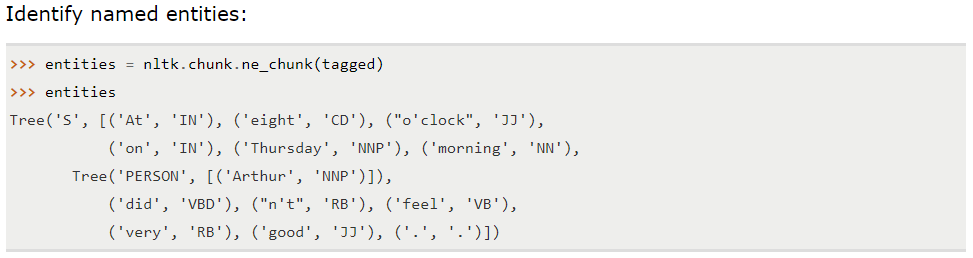 Identify named entities:
>>> entities = nltk.chunk.ne_chunk(tagged)
>>> entities
Tree('S', [('At', 'IN'), ('eight', 'CD'), ("o'clock", 'JJ'),
           ('on', 'IN'), ('Thursday', 'NNP'), ('morning', 'NN'),
       Tree('PERSON', [('Arthur', 'NNP')]),
           ('did', 'VBD'), ("n't", 'RB'), ('feel', 'VB'),
           ('very', 'RB'), ('good', 'JJ'), ('.', '.')])